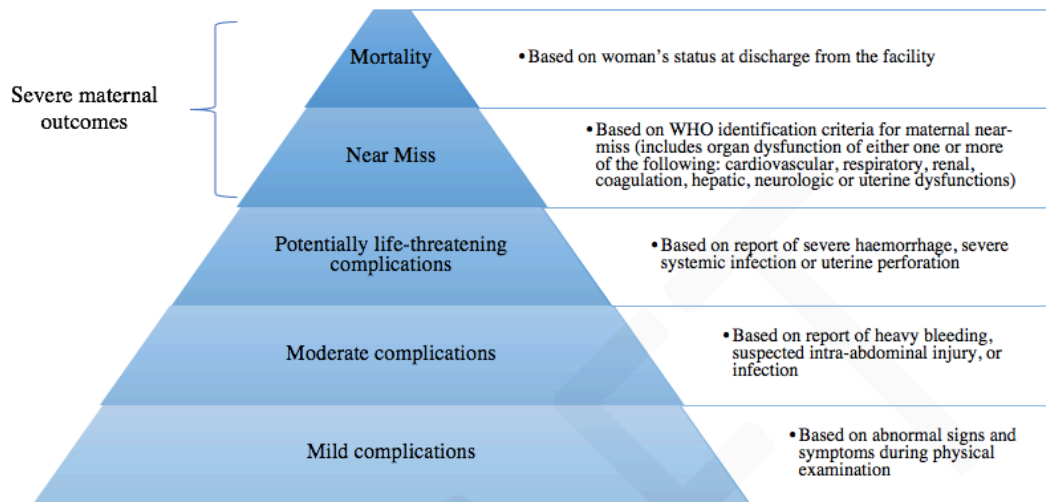 Severe maternal
outcomes
Mortality
• Based on woman's status at discharge from the facility
Near Miss
• Based on WHO identification criteria for maternal near-
miss (includes organ dysfunction of either one or more
of the following: cardiovascular, respiratory, renal,
coagulation, hepatic, neurologic or uterine dysfunctions)
Potentially life-threatening
complications
• Based on report of severe haemorrhage, severe
systemic infection or uterine perforation
Moderate complications
• Based on report of heavy bleeding,
suspected intra-abdominal injury, or
infection
Mild complications
• Based on abnormal signs and
symptoms during physical
examination